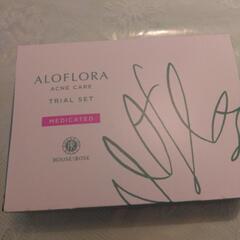 ALOFLORA
ACNE CARE
TRIAL SET
MEDICATED
HOUSE OF ROSE